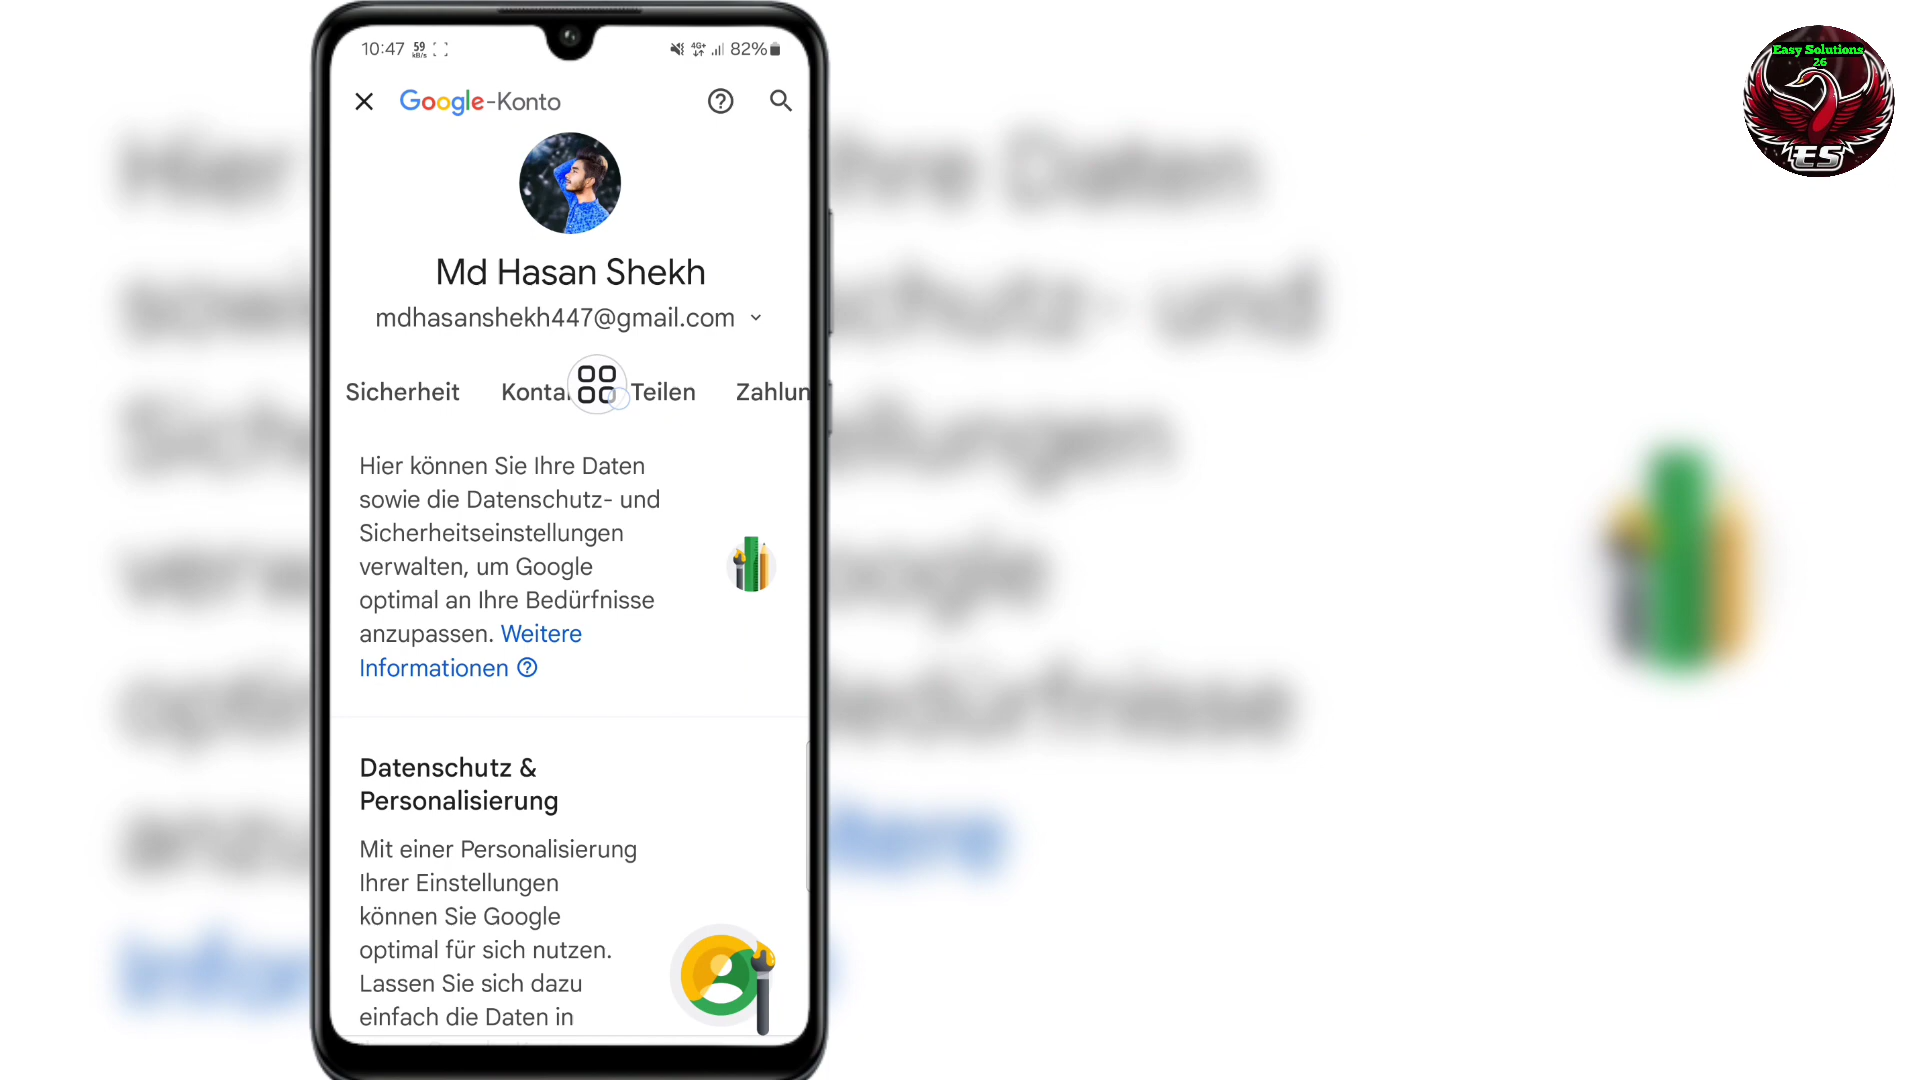 10:47 59 kB/s 4G+ 82%
Google-Konto
Easy Solutions
26
ES
Md Hasan Shekh
mdhasanshekh447@gmail.com
Sicherheit Teilen
Hier können Sie Ihre Daten
sowie die Datenschutz- und
Sicherheitseinstellungen
verwalten, um Google
optimal an Ihre Bedürfnisse
anzupassen. Weitere
Informationen
Datenschutz &
Personalisierung
Mit einer Personalisierung
Ihrer Einstellungen
können Sie Google
optimal für sich nutzen.
Lassen Sie sich dazu
einfach die Daten in